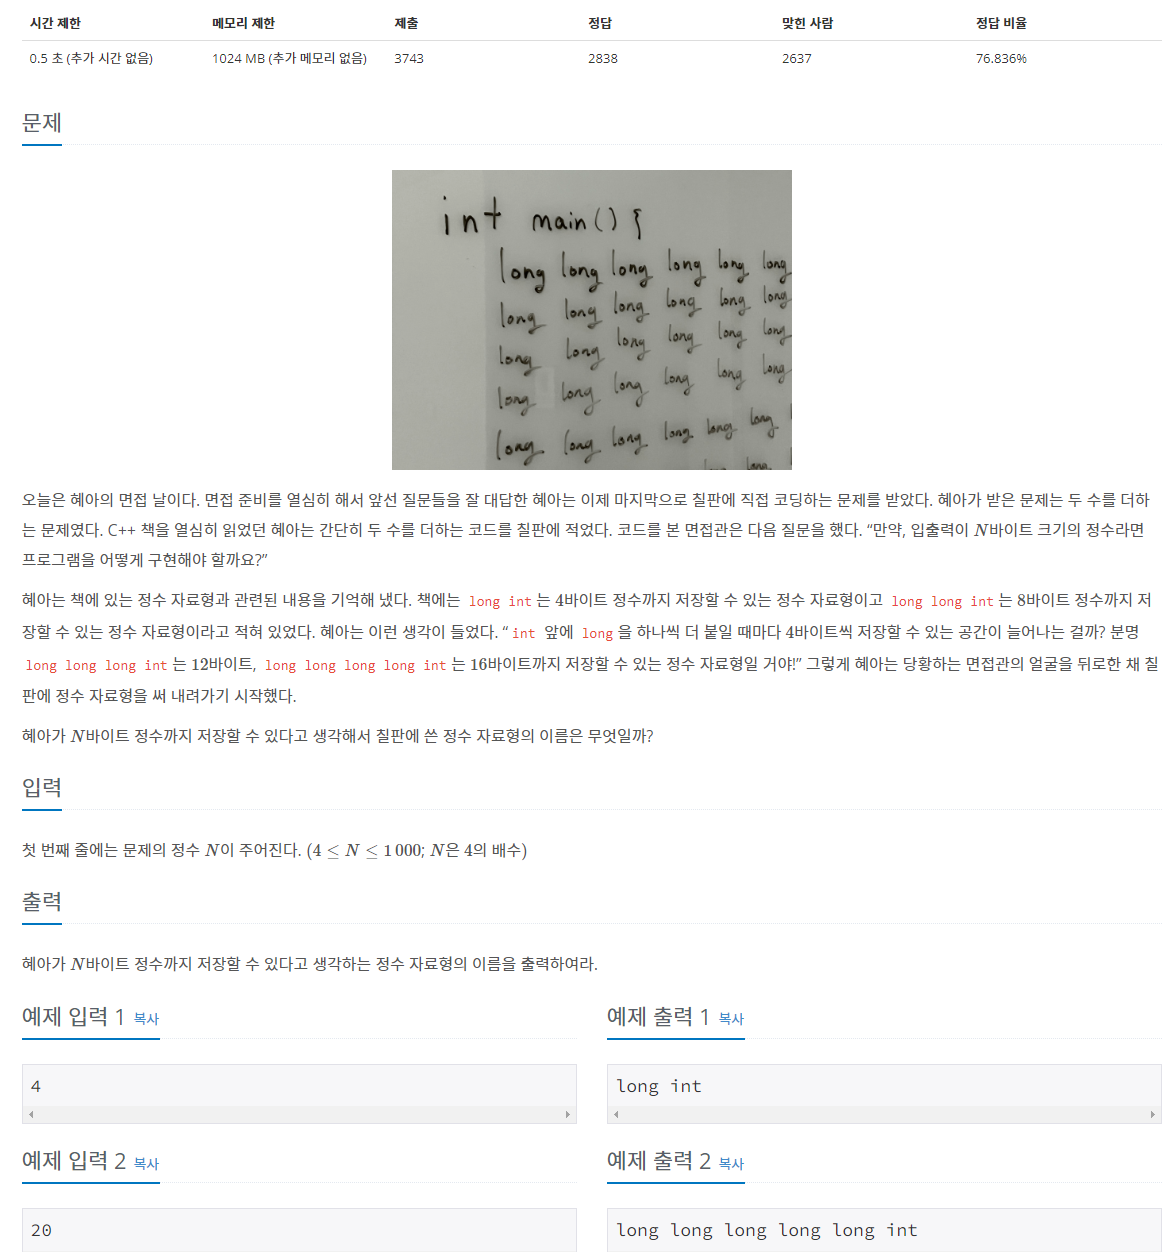 시간 제한 메모리 제한 제출 정답 맞힌 사람 정답 비율
0.5 초 (추가 시간 없음) 1024 MB (추가 메모리 없음) 3743 2838 2637 76.836%
문제
int main() {
long long long long long long
long long long long long long
long long long long long long
long long long long long long
long long long long long long
long long
오늘은 혜아의 면접 날이다. 면접 준비를 열심히 해서 앞선 질문들을 잘 대답한 혜아는 이제 마지막으로 칠판에 직접 코딩하는 문제를 받았다. 혜아가 받은 문제는 두 수를 더하
는 문제였다. C++ 책을 열심히 읽었던 혜아는 간단히 두 수를 더하는 코드를 칠판에 적었다. 코드를 본 면접관은 다음 질문을 했다. “만약, 입출력이 N바이트 크기의 정수라면
프로그램을 어떻게 구현해야 할까요?”
혜아는 책에 있는 정수 자료형과 관련된 내용을 기억해 냈다. 책에는 long int 는 4바이트 정수까지 저장할 수 있는 정수 자료형이고 long long int 는 8바이트 정수까지 저
장할 수 있는 정수 자료형이라고 적혀 있었다. 혜아는 이런 생각이 들었다. “ int 앞에 long 을 하나씩 더 붙일 때마다 4바이트씩 저장할 수 있는 공간이 늘어나는 걸까? 분명
long long long int 는 12바이트, long long long long int 는 16바이트까지 저장할 수 있는 정수 자료형일 거야!” 그렇게 혜아는 당황하는 면접관의 얼굴을 뒤로한 채 칠
판에 정수 자료형을 써 내려가기 시작했다.
혜아가 N바이트 정수까지 저장할 수 있다고 생각해서 칠판에 쓴 정수 자료형의 이름은 무엇일까?
입력
첫 번째 줄에는 문제의 정수 N이 주어진다. (4 ≤ N ≤ 1 000; N은 4의 배수)
출력
혜아가 N바이트 정수까지 저장할 수 있다고 생각하는 정수 자료형의 이름을 출력하여라.
예제 입력 1 복사 예제 출력 1 복사
4 long int
예제 입력 2 복사 예제 출력 2 복사
20 long long long long long int